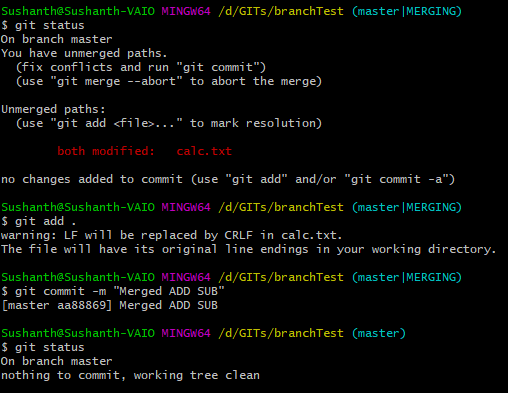 Sushanth@Sushanth-VAIO MINGW64 /d/GITs/branchTest (master|MERGING)
$ git status
On branch master
You have unmerged paths.
  (fix conflicts and run "git commit")
  (use "git merge --abort" to abort the merge)

Unmerged paths:
  (use "git add <file>..." to mark resolution)

        both modified:   calc.txt

no changes added to commit (use "git add" and/or "git commit -a")

Sushanth@Sushanth-VAIO MINGW64 /d/GITs/branchTest (master|MERGING)
$ git add .
warning: LF will be replaced by CRLF in calc.txt.
The file will have its original line endings in your working directory.

Sushanth@Sushanth-VAIO MINGW64 /d/GITs/branchTest (master|MERGING)
$ git commit -m "Merged ADD SUB"
[master aa88869] Merged ADD SUB

Sushanth@Sushanth-VAIO MINGW64 /d/GITs/branchTest (master)
$ git status
On branch master
nothing to commit, working tree clean